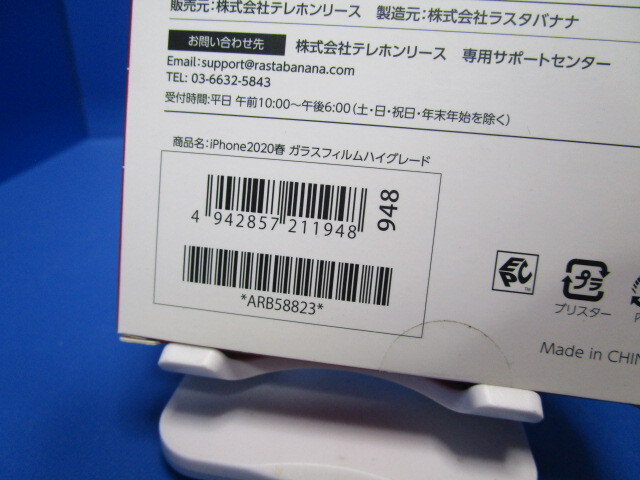 販売元:株式会社テレホンリース 製造元:株式会社ラスタバナナ
お問い合わせ先 株式会社テレホンリース 専用サポートセンター
Email:support@rastabanana.com
TEL: 03-6632-5843
受付時間:平日 午前10:00〜午後6:00(土・日・祝日・年末年始を除く)
商品名:iPhone2020春 ガラスフィルムハイグレード
4 942857 211948
948
*ARB58823*
プラ
ブリスター
Made in CHIN